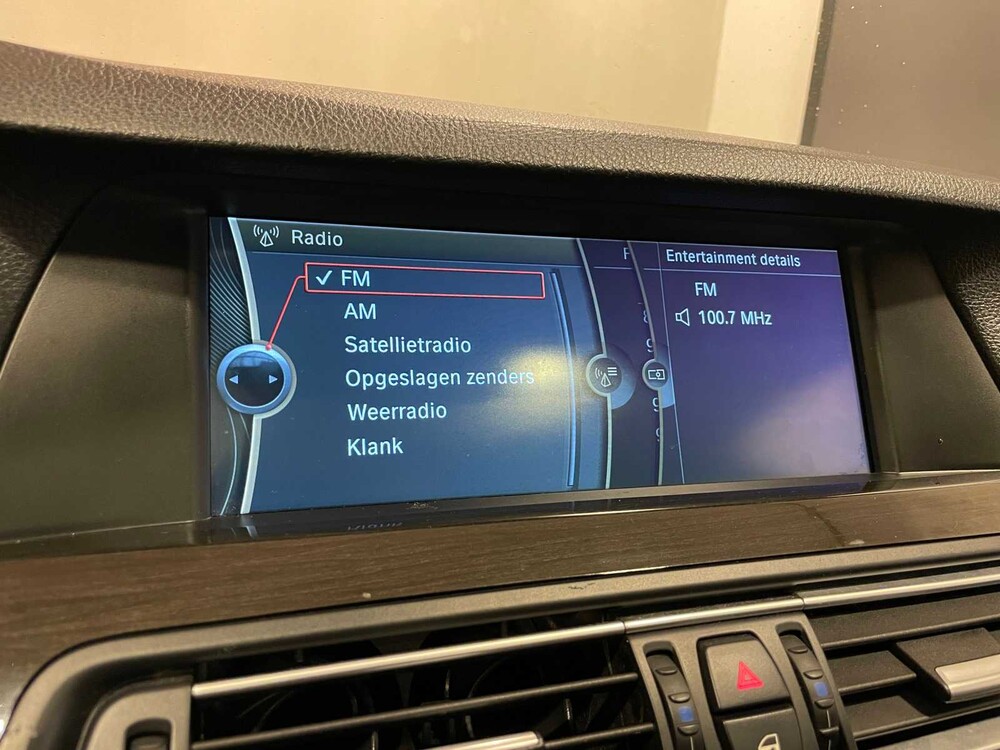 Radio
✓ FM
AM
Satellietradio
Opgeslagen zenders
Weerradio
Klank
F
Entertainment details
FM
100.7 MHz